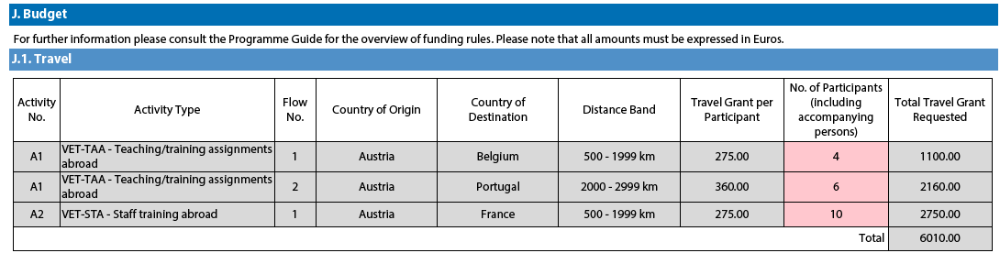 J. Budget
For further information please consult the Programme Guide for the overview of funding rules. Please note that all amounts must be expressed in Euros.
J.1. Travel
Activity No. | Activity Type | Flow No. | Country of Origin | Country of Destination | Distance Band | Travel Grant per Participant | No. of Participants (including accompanying persons) | Total Travel Grant Requested
A1 | VET-TAA - Teaching/training assignments abroad | 1 | Austria | Belgium | 500 - 1999 km | 275.00 | 4 | 1100.00
A1 | VET-TAA - Teaching/training assignments abroad | 2 | Austria | Portugal | 2000 - 2999 km | 360.00 | 6 | 2160.00
A2 | VET-STA - Staff training abroad | 1 | Austria | France | 500 - 1999 km | 275.00 | 10 | 2750.00
Total | 6010.00